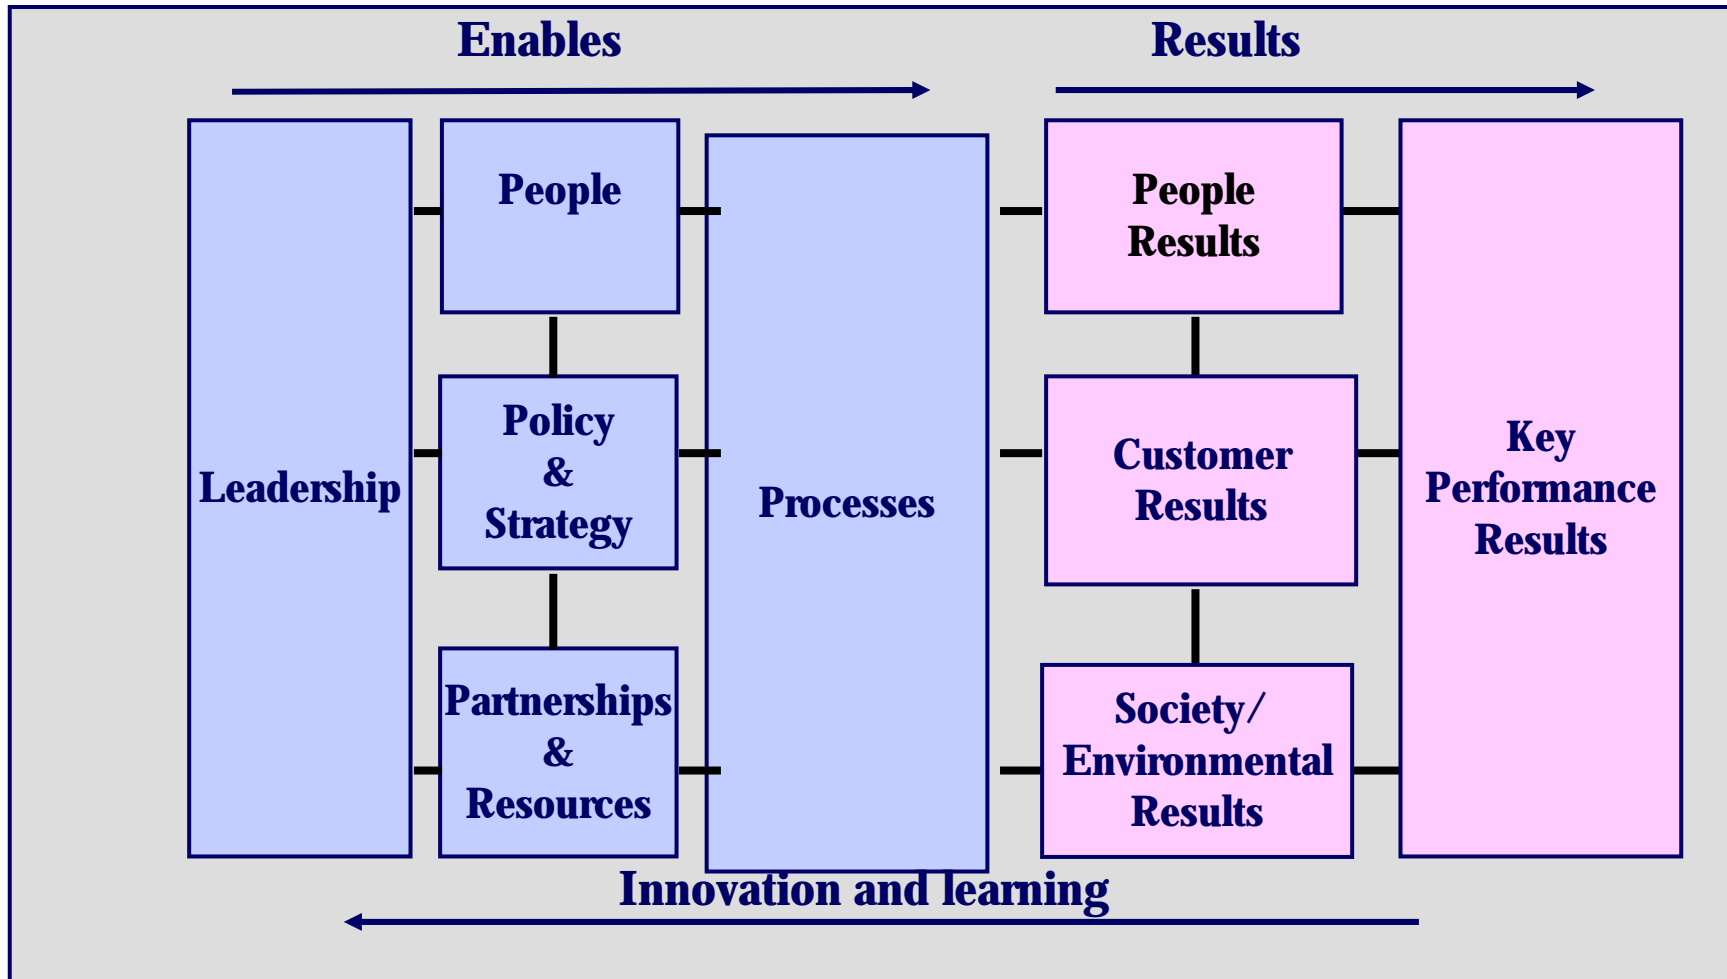 Enables
Results
Leadership
People
Policy
&
Strategy
Partnerships
&
Resources
Processes
People
Results
Customer
Results
Society/
Environmental
Results
Key
Performance
Results
Innovation and learning